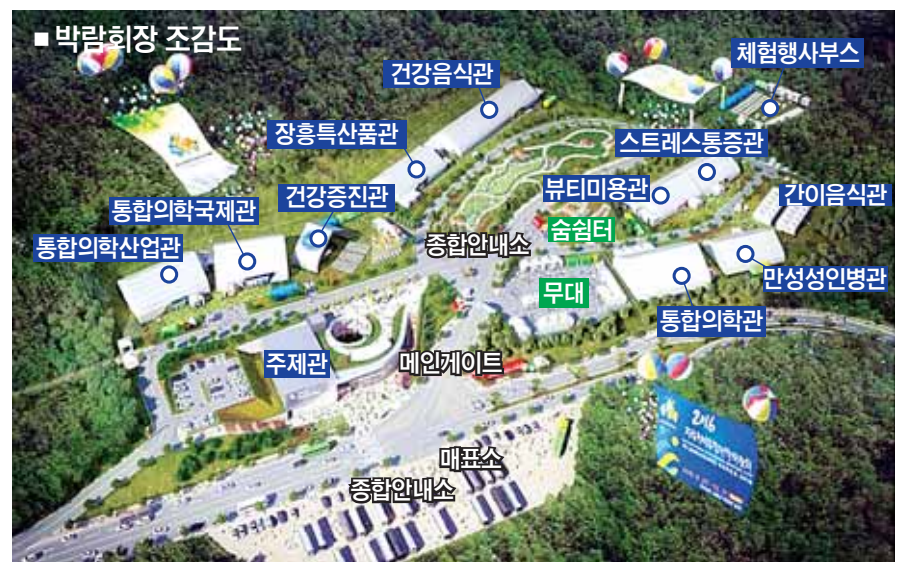 ■ 박람회장 조감도
체험행사부스
건강음식관
장흥특산품관
스트레스통증관
건강증진관
뷰티미용관
간이음식관
통합의학국제관
숨쉼터
통합의학산업관
종합안내소
만성성인병관
무대
통합의학관
주제관
메인게이트
2016
매표소
종합안내소